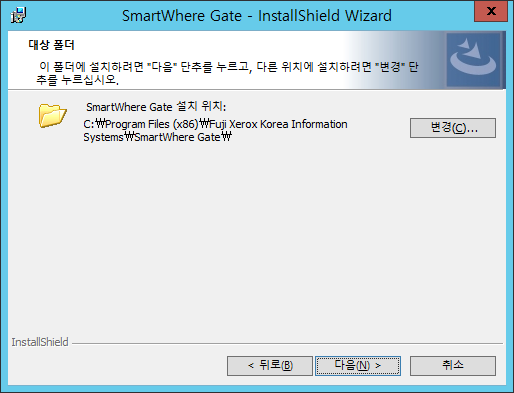 SmartWhere Gate - InstallShield Wizard
대상 폴더
이 폴더에 설치하려면 "다음" 단추를 누르고, 다른 위치에 설치하려면 "변경" 단
추를 누르십시오.
SmartWhere Gate 설치 위치:
C:₩Program Files (x86)₩Fuji Xerox Korea Information
Systems₩SmartWhere Gate₩
변경(C)...
InstallShield
< 뒤로(B)
다음(N) >
취소